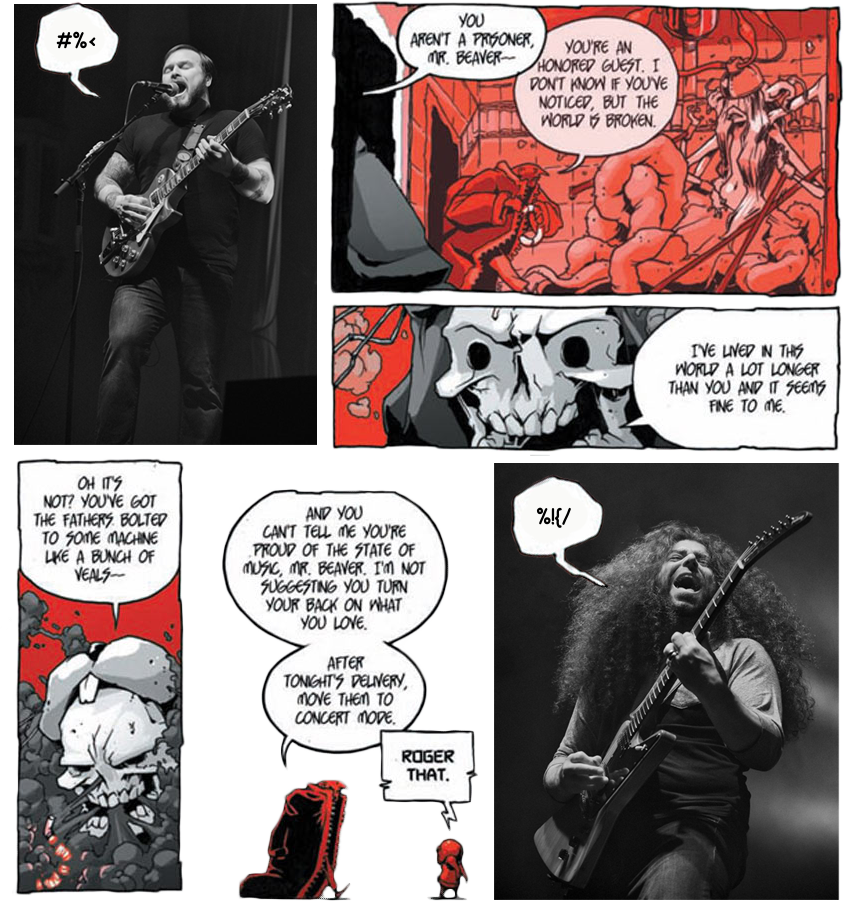 #%<
YOU
AREN'T A PRISONER,
MR. BEAVER—
YOU'RE AN
HONORED GUEST. I
DON'T KNOW IF YOU'VE
NOTICED, BUT THE
WORLD IS BROKEN.
I'VE LIVED IN THIS
WORLD A LOT LONGER
THAN YOU AND IT SEEMS
FINE TO ME.
OH IT'S
NOT? YOU'VE GOT
THE FATHERS BOLTED
TO SOME MACHINE
LIKE A BUNCH OF
VEALS—
AND YOU
CAN'T TELL ME YOU'RE
PROUD OF THE STATE OF
MUSIC, MR. BEAVER. I'M NOT
SUGGESTING YOU TURN
YOUR BACK ON WHAT
YOU LOVE.
AFTER
TONIGHT'S DELIVERY,
MOVE THEM TO
CONCERT MODE.
ROGER
THAT.
%!{/